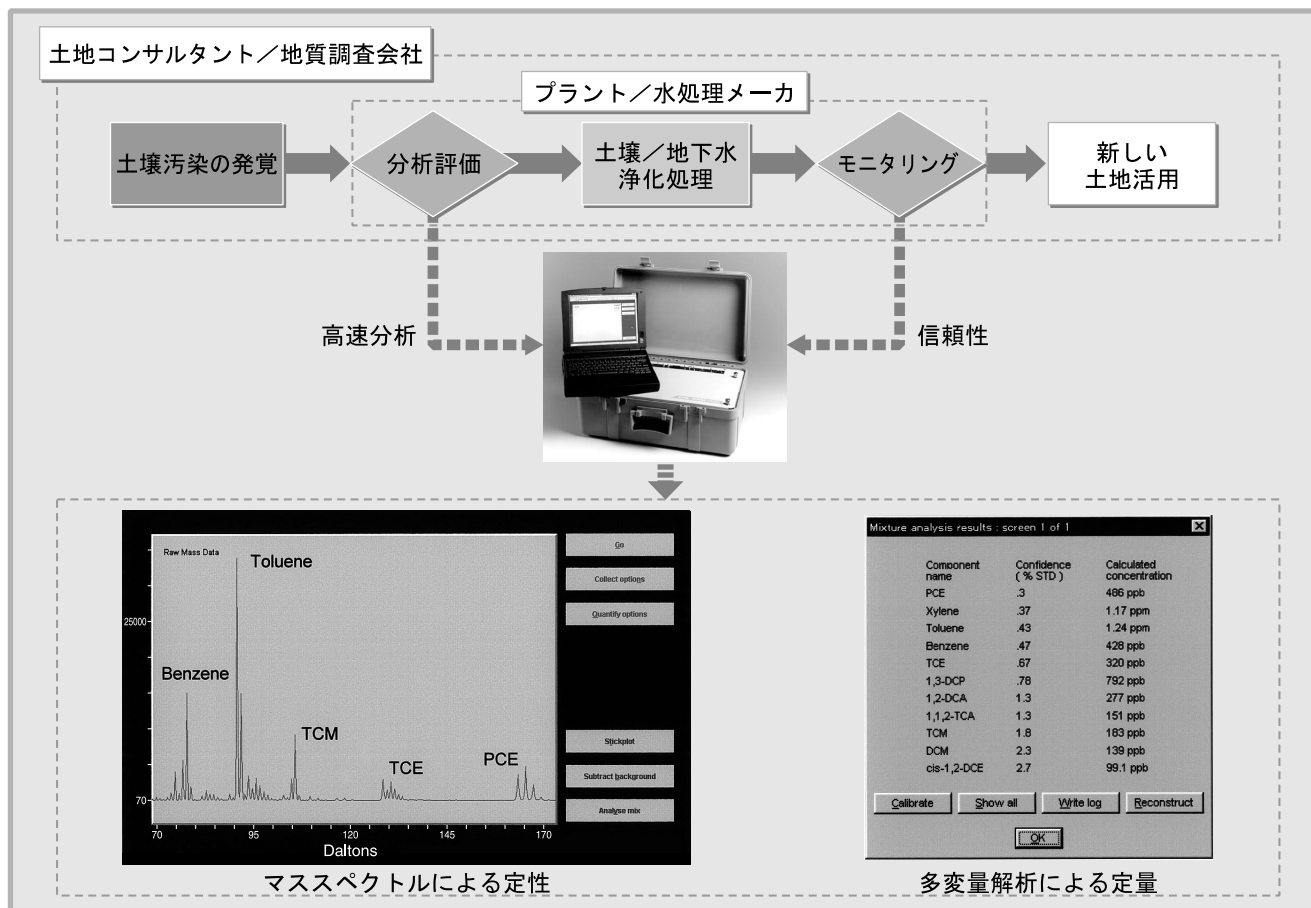 土地コンサルタント／地質調査会社
プラント／水処理メーカ
土壌汚染の発覚
分析評価
土壌／地下水
浄化処理
モニタリング
新しい
土地活用
高速分析
信頼性
Raw Mass Data
Toluene
Benzene
TCM
TCE
PCE
25000
70
70 95 120 145 170
Daltons
Go
Collect options
Quantify options
Stickplot
Subtract background
Analyse mix
マススペクトルによる定性
Mixture analysis results : screen 1 of 1
Component Confidence Calculated
name ( % STD ) concentration
PCE .3 486 ppb
Xylene .37 1.17 ppm
Toluene .43 1.24 ppm
Benzene .47 428 ppb
TCE .67 320 ppb
1,3-DCP .78 792 ppb
1,2-DCA 1.3 277 ppb
1,1,2-TCA 1.3 151 ppb
TCM 1.8 183 ppb
DCM 2.3 139 ppb
cis-1,2-DCE 2.7 99.1 ppb
Calibrate Show all Write log Reconstruct
OK
多変量解析による定量